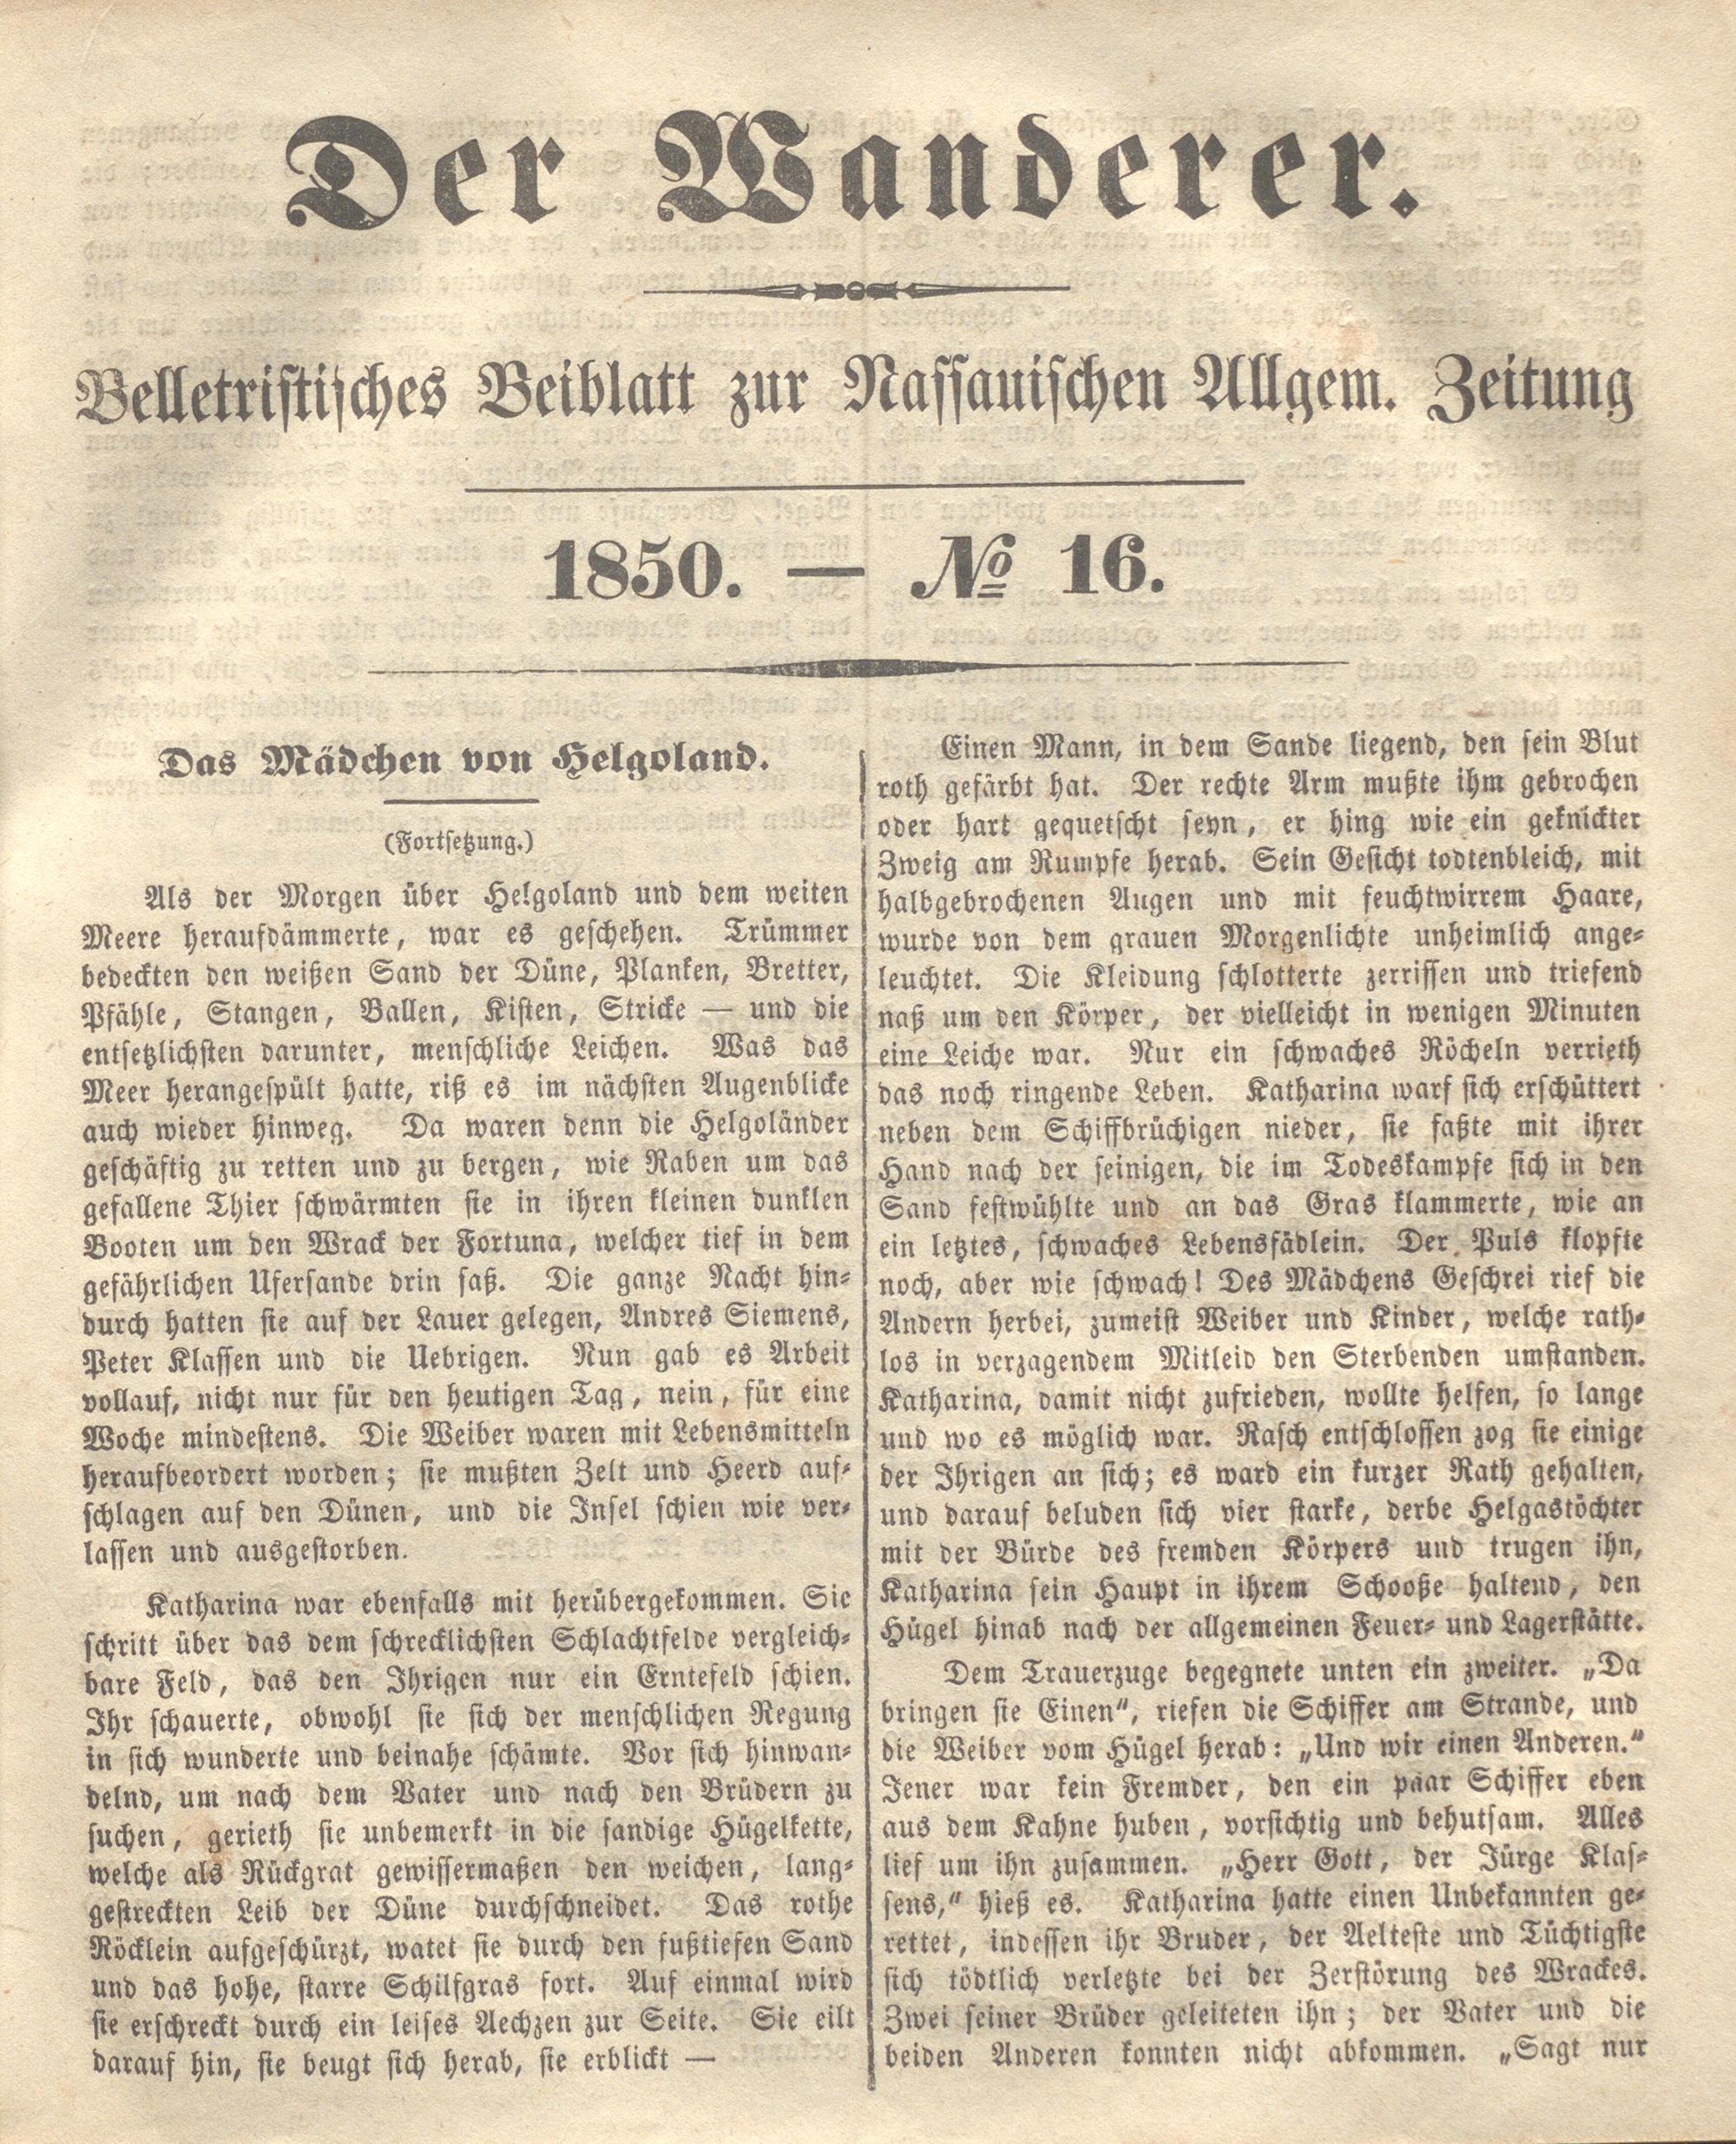 Der Wanderer.
Belletristisches Beiblatt zur Nassauischen Allgem. Zeitung
1850. — No 16.
Das Mädchen von Helgoland.
(Fortsetzung.)
Als der Morgen über Helgoland und dem weiten
Meere heraufdämmerte, war es geschehen. Trümmer
bedeckten den weißen Sand der Düne, Planken, Bretter,
Pfähle, Stangen, Ballen, Kisten, Stricke — und die
entsetzlichsten darunter, menschliche Leichen. Was das
Meer herangespült hatte, riß es im nächsten Augenblicke
auch wieder hinweg. Da waren denn die Helgoländer
geschäftig zu retten und zu bergen, wie Raben um das
gefallene Thier schwärmten sie in ihren kleinen dunklen
Booten um den Wrack der Fortuna, welcher tief in dem
gefährlichen Ufersande drin saß. Die ganze Nacht hin-
durch hatten sie auf der Lauer gelegen, Andres Siemens,
Peter Klassen und die Uebrigen. Nun gab es Arbeit
vollauf, nicht nur für den heutigen Tag, nein, für eine
Woche mindestens. Die Weiber waren mit Lebensmitteln
heraufbeordert worden; sie mußten Zelt und Heerd auf-
schlagen auf den Dünen, und die Insel schien wie ver-
lassen und ausgestorben.
Katharina war ebenfalls mit herübergekommen. Sie
schritt über das dem schrecklichsten Schlachtfelde vergleich-
bare Feld, das den Ihrigen nur ein Erntefeld schien.
Ihr schauerte, obwohl sie sich der menschlichen Regung
in sich wunderte und beinahe schämte. Vor sich hinwan-
delnd, um nach dem Vater und nach den Brüdern zu
suchen, gerieth sie unbemerkt in die sandige Hügelkette,
welche als Rückgrat gewissermaßen den weichen, lang-
gestreckten Leib der Düne durchschneidet. Das rothe
Röcklein aufgeschürzt, watet sie durch den fußtiefen Sand
und das hohe, starre Schilfgras fort. Auf einmal wird
sie erschreckt durch ein leises Aechzen zur Seite. Sie eilt
darauf hin, sie beugt sich herab, sie erblickt —
Einen Mann, in dem Sande liegend, den sein Blut
roth gefärbt hat. Der rechte Arm mußte ihm gebrochen
oder hart gequetscht seyn, er hing wie ein geknickter
Zweig am Rumpfe herab. Sein Gesicht todtenbleich, mit
halbgebrochenen Augen und mit feuchtwirrem Haare,
wurde von dem grauen Morgenlichte unheimlich ange-
leuchtet. Die Kleidung schlotterte zerrissen und triefend
naß um den Körper, der vielleicht in wenigen Minuten
eine Leiche war. Nur ein schwaches Röcheln verrieth
das noch ringende Leben. Katharina warf sich erschüttert
neben dem Schiffbrüchigen nieder, sie faßte mit ihrer
Hand nach der seinigen, die im Todeskampfe sich in den
Sand festwühlte und an das Gras klammerte, wie an
ein letztes, schwaches Lebensfädlein. Der Puls klopfte
noch, aber wie schwach! Des Mädchens Geschrei rief die
Andern herbei, zumeist Weiber und Kinder, welche rath-
los in verzagendem Mitleid den Sterbenden umstanden.
Katharina, damit nicht zufrieden, wollte helfen, so lange
und wo es möglich war. Rasch entschlossen zog sie einige
der Ihrigen an sich; es ward ein kurzer Rath gehalten,
und darauf beluden sich vier starke, derbe Helgastöchter
mit der Bürde des fremden Körpers und trugen ihn,
Katharina sein Haupt in ihrem Schooße haltend, den
Hügel hinab nach der allgemeinen Feuer- und Lagerstätte.
Dem Trauerzuge begegnete unten ein zweiter. „Da
bringen sie Einen“, riefen die Schiffer am Strande, und
die Weiber vom Hügel herab: „Und wir einen Anderen.“
Jener war kein Fremder, den ein paar Schiffer eben
aus dem Kahne huben, vorsichtig und behutsam. Alles
lief um ihn zusammen. „Herr Gott, der Jürge Klas-
sens,“ hieß es. Katharina hatte einen Unbekannten ge-
rettet, indessen ihr Bruder, der Aelteste und Tüchtigste
sich tödtlich verletzte bei der Zerstörung des Wrackes.
Zwei seiner Brüder geleiteten ihn; der Vater und die
beiden Anderen konnten nicht abkommen. „Sagt nur